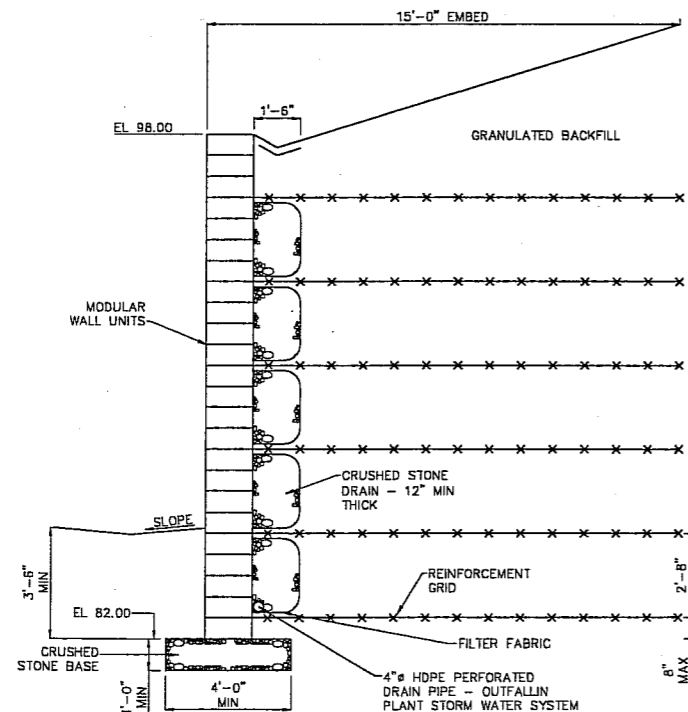 15'-0" EMBED
1'-6"
EL 98.00
GRANULATED BACKFILL
MODULAR
WALL UNITS
CRUSHED STONE
DRAIN - 12" MIN
THICK
SLOPE
3'-6"
MIN
REINFORCEMENT
GRID
2'-8"
EL 82.00
FILTER FABRIC
CRUSHED
STONE BASE
8"
MAX
4"ø HDPE PERFORATED
DRAIN PIPE - OUTFALLIN
PLANT STORM WATER SYSTEM
4'-0"
MIN
1'-0"
MIN